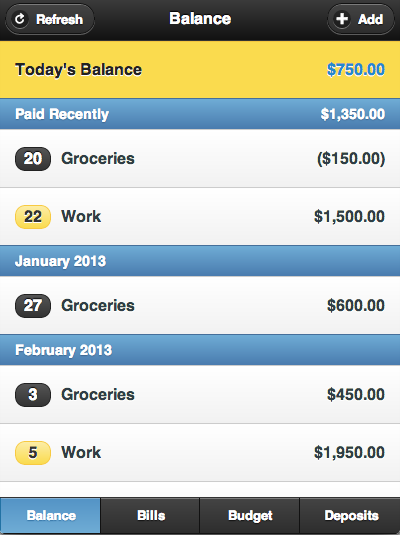 Refresh Balance Add
Today's Balance $750.00
Paid Recently $1,350.00
20 Groceries ($150.00)
22 Work $1,500.00
January 2013
27 Groceries $600.00
February 2013
3 Groceries $450.00
5 Work $1,950.00
Balance Bills Budget Deposits